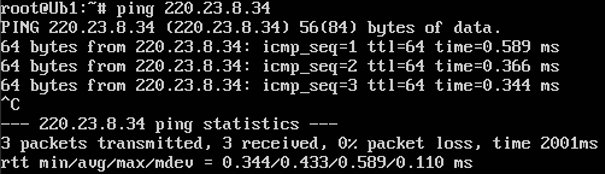 root@Ub1:~# ping 220.23.8.34
PING 220.23.8.34 (220.23.8.34) 56(84) bytes of data.
64 bytes from 220.23.8.34: icmp_seq=1 ttl=64 time=0.589 ms
64 bytes from 220.23.8.34: icmp_seq=2 ttl=64 time=0.366 ms
64 bytes from 220.23.8.34: icmp_seq=3 ttl=64 time=0.344 ms
^C
--- 220.23.8.34 ping statistics ---
3 packets transmitted, 3 received, 0% packet loss, time 2001ms
rtt min/avg/max/mdev = 0.344/0.433/0.589/0.110 ms